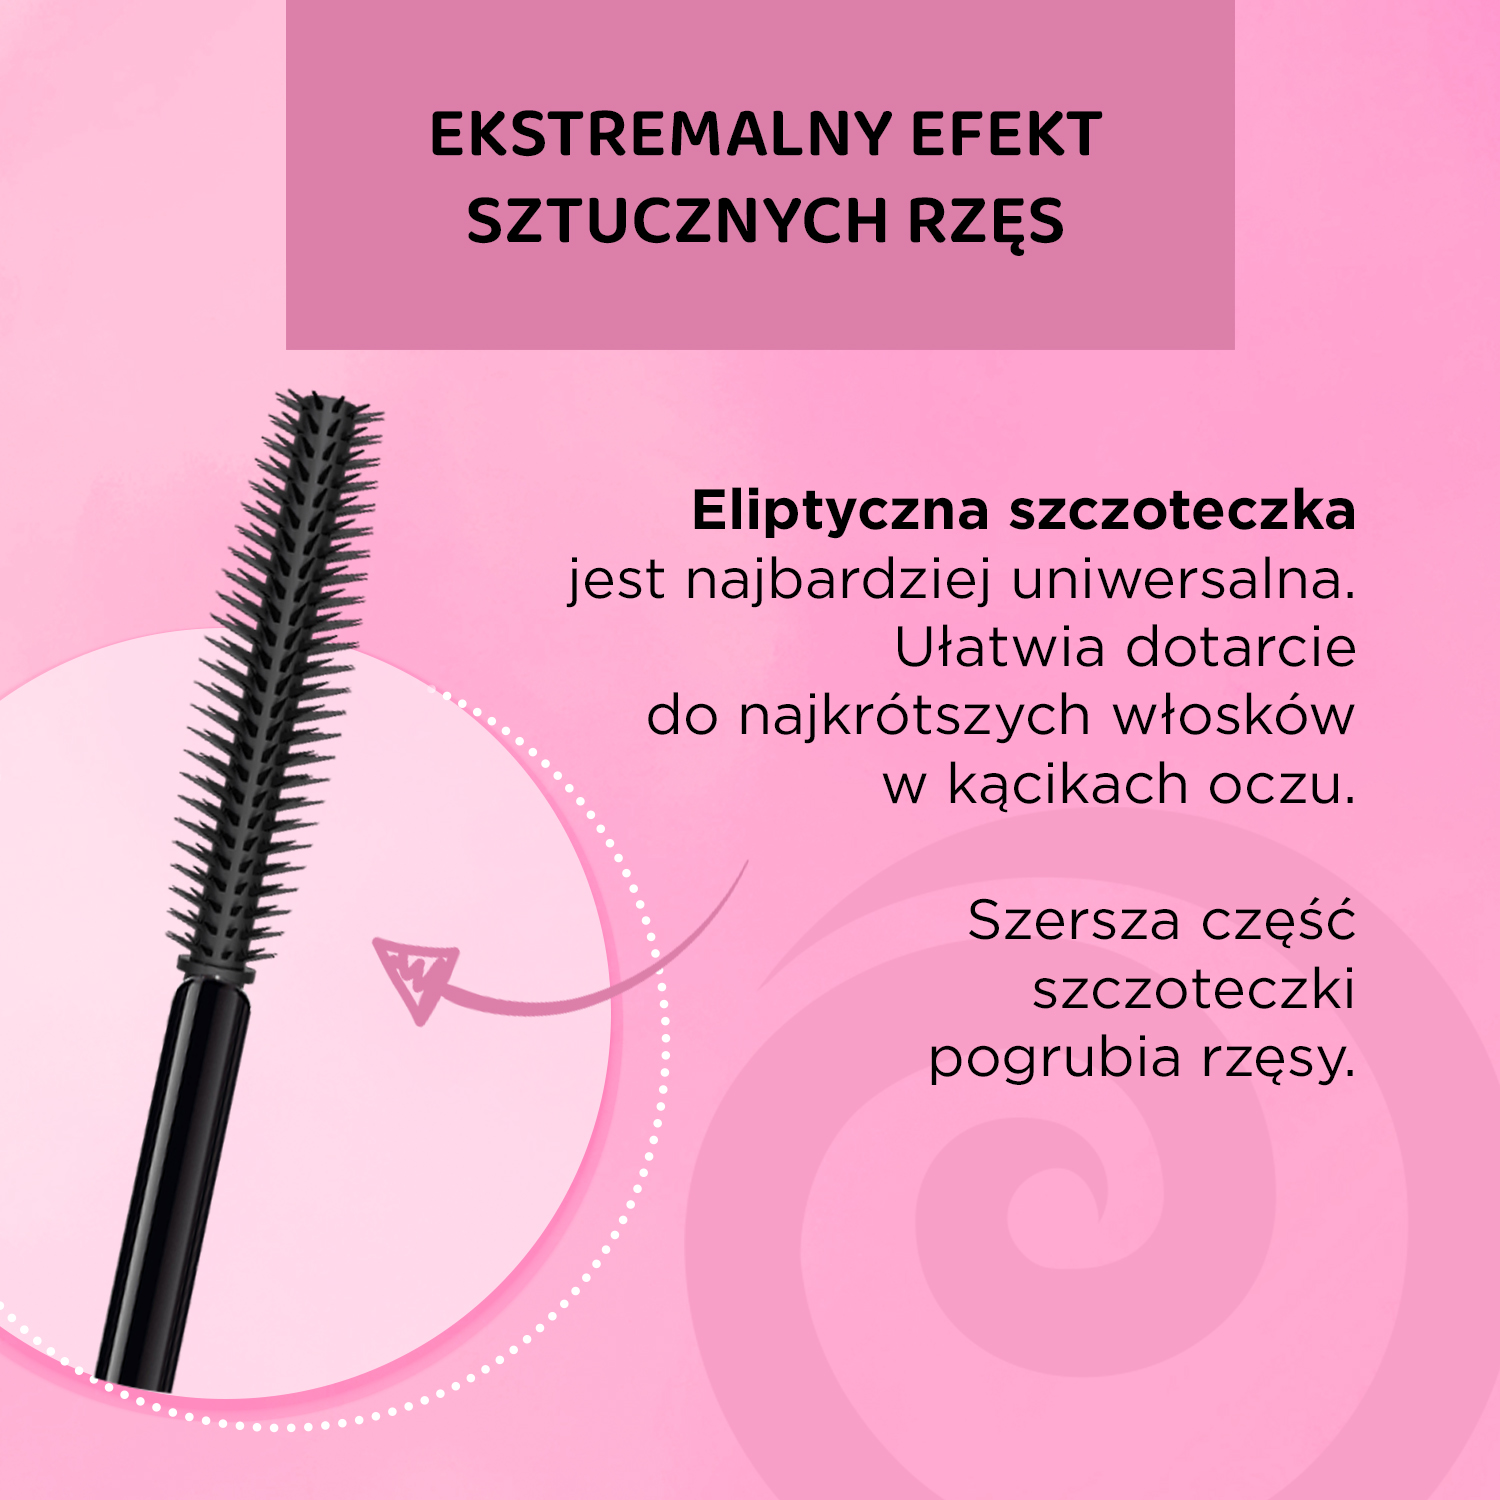 EKSTREMALNY EFEKT
SZTUCZNYCH RZĘS
Eliptyczna szczoteczka
jest najbardziej uniwersalna.
Ułatwia dotarcie
do najkrótszych włosków
w kącikach oczu.
Szersza część
szczoteczki
pogrubia rzęsy.